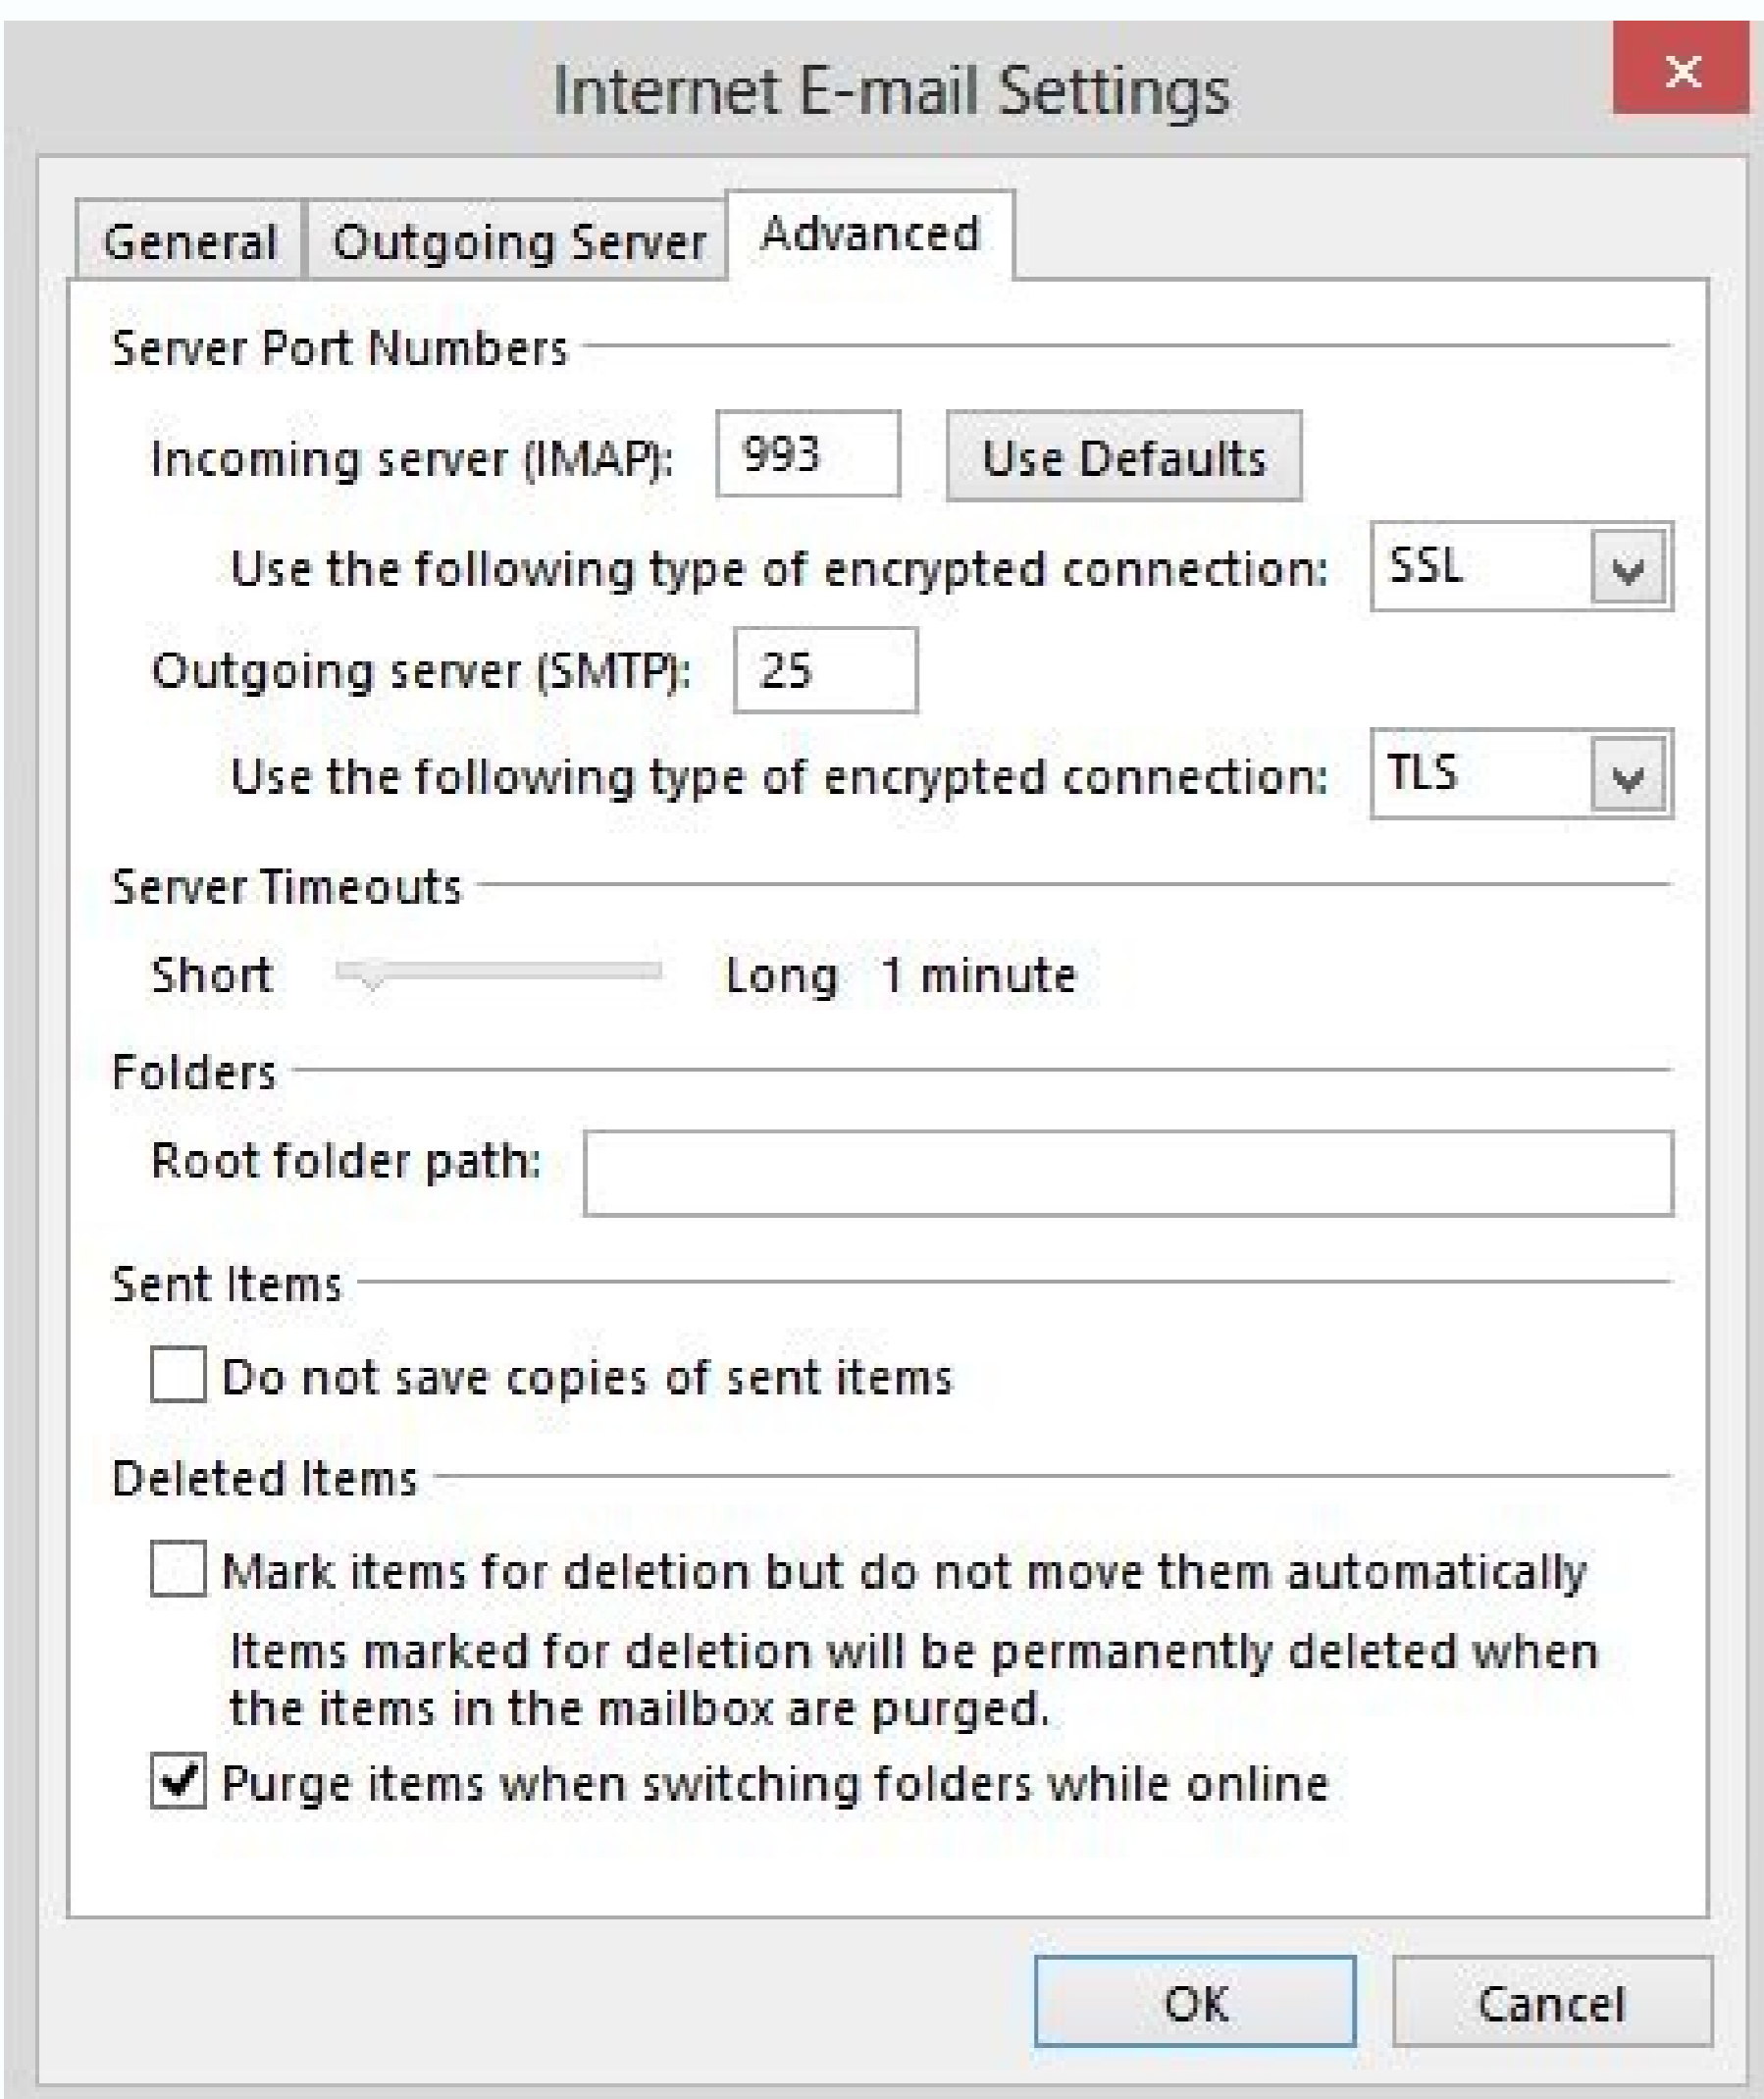 Internet E-mail Settings
General Outgoing Server Advanced
Server Port Numbers
Incoming server (IMAP): 993 Use Defaults
Use the following type of encrypted connection: SSL
Outgoing server (SMTP): 25
Use the following type of encrypted connection: TLS
Server Timeouts
Short Long 1 minute
Folders
Root folder path:
Sent Items
Do not save copies of sent items
Deleted Items
Mark items for deletion but do not move them automatically
Items marked for deletion will be permanently deleted when
the items in the mailbox are purged.
Purge items when switching folders while online
OK Cancel